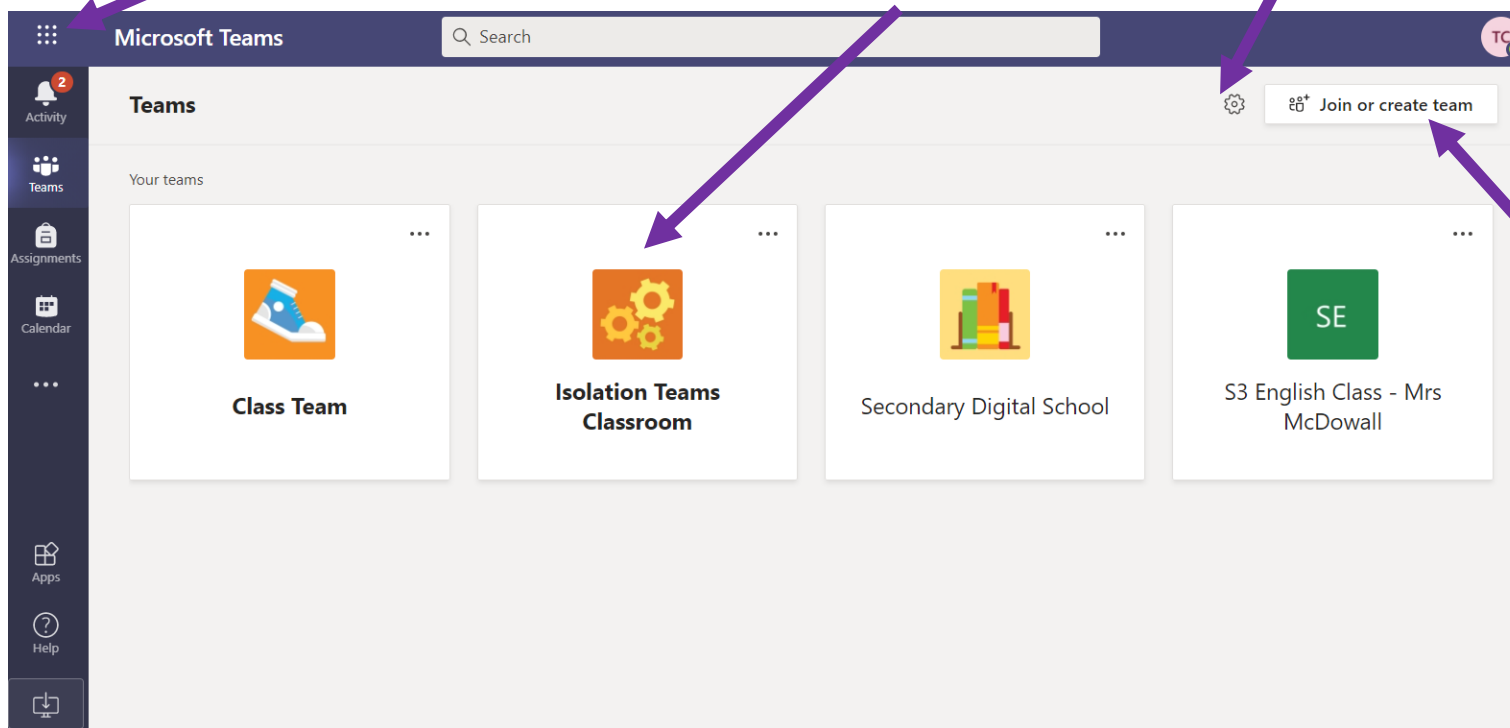 Microsoft Teams
Search
TC
2
Activity
Teams
Assignments
Calendar
Apps
Help
Teams
Join or create team
Your teams
Class Team
Isolation Teams
Classroom
Secondary Digital School
SE
S3 English Class - Mrs
McDowall